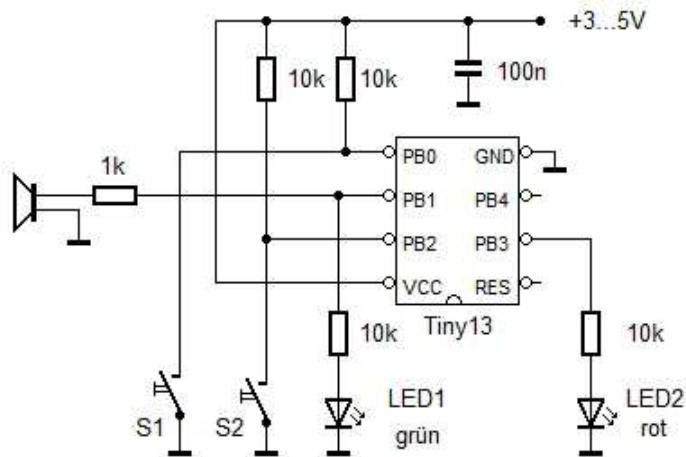 +3...5V
10k
10k
100n
1k
PB0
GND
PB1
PB4
PB2
PB3
VCC
RES
Tiny13
10k
10k
S1
S2
LED1
grün
LED2
rot